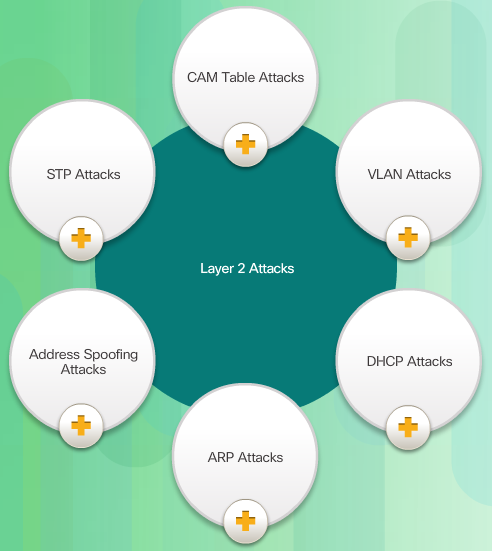 CAM Table Attacks
STP Attacks
VLAN Attacks
Layer 2 Attacks
Address Spoofing
Attacks
DHCP Attacks
ARP Attacks